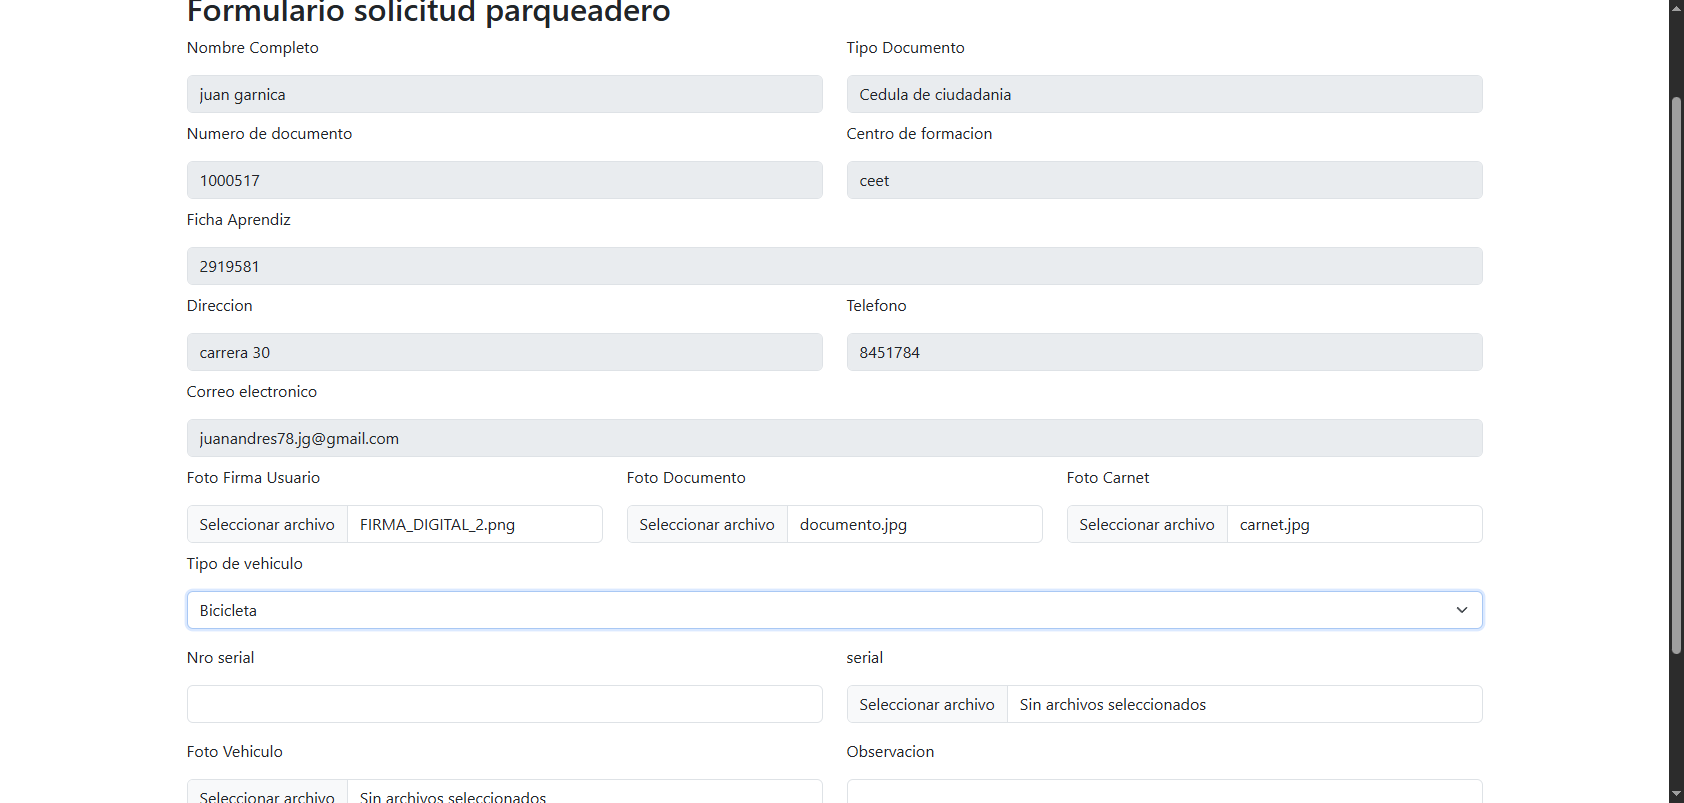 Formulario solicitud parqueadero
Nombre Completo
Tipo Documento
juan garnica
Cedula de ciudadania
Numero de documento
Centro de formacion
1000517
ceet
Ficha Aprendiz
2919581
Direccion
Telefono
carrera 30
8451784
Correo electronico
juanandres78.jg@gmail.com
Foto Firma Usuario
Foto Documento
Foto Carnet
Seleccionar archivo FIRMA_DIGITAL_2.png
Seleccionar archivo documento.jpg
Seleccionar archivo carnet.jpg
Tipo de vehiculo
Bicicleta
Nro serial
serial
Seleccionar archivo Sin archivos seleccionados
Foto Vehiculo
Observacion
Seleccionar archivo Sin archivos seleccionados